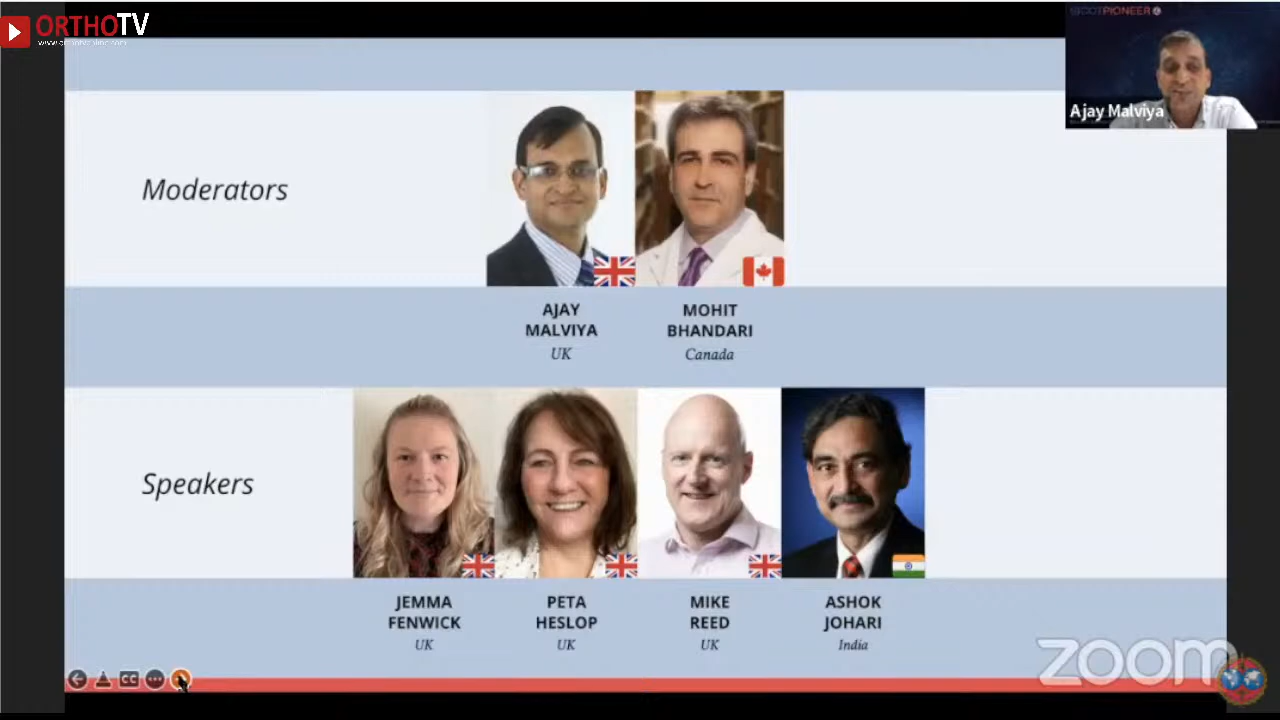 ORTHOTV
Ajay Malviya
Moderators
AJAY
MALVIYA
UK
MOHIT
BHANDARI
Canada
Speakers
JEMMA
FENWICK
UK
PETA
HESLOP
UK
MIKE
REED
UK
ASHOK
JOHARI
India
CC
zoom